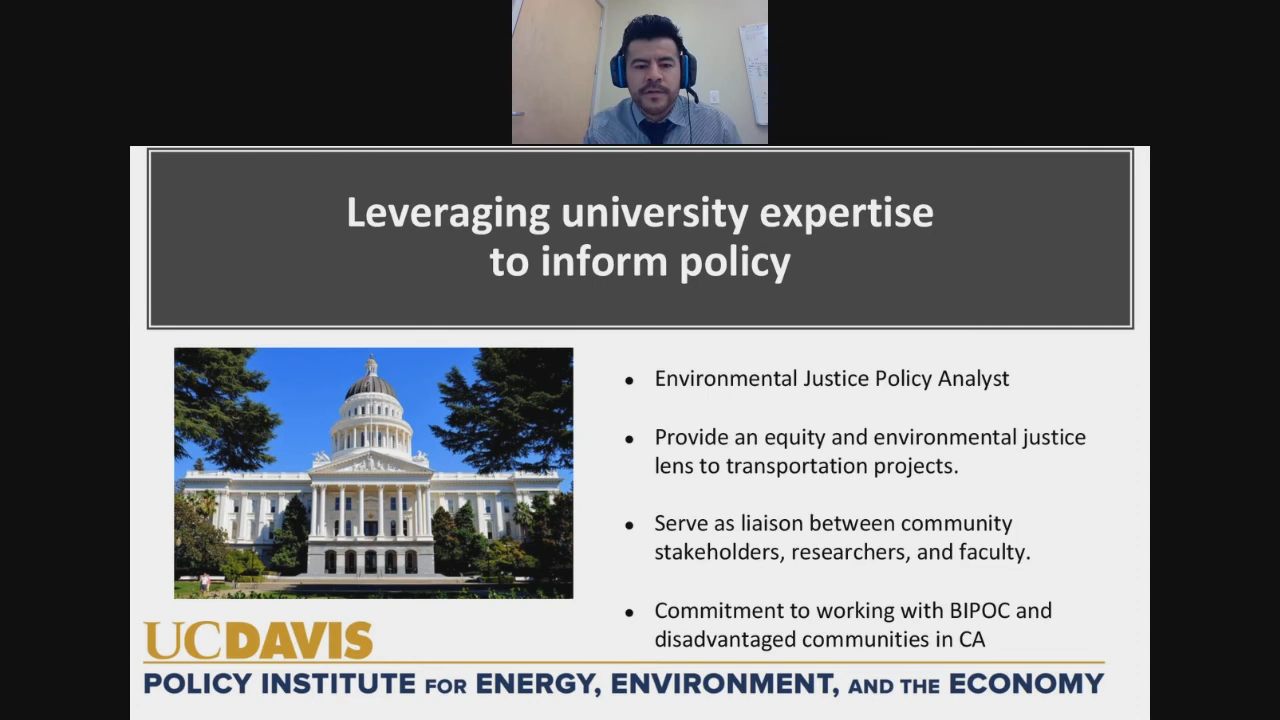 Leveraging university expertise
to inform policy
● Environmental Justice Policy Analyst
● Provide an equity and environmental justice
lens to transportation projects.
● Serve as liaison between community
stakeholders, researchers, and faculty.
● Commitment to working with BIPOC and
disadvantaged communities in CA
UCDAVIS
POLICY INSTITUTE FOR ENERGY, ENVIRONMENT, AND THE ECONOMY